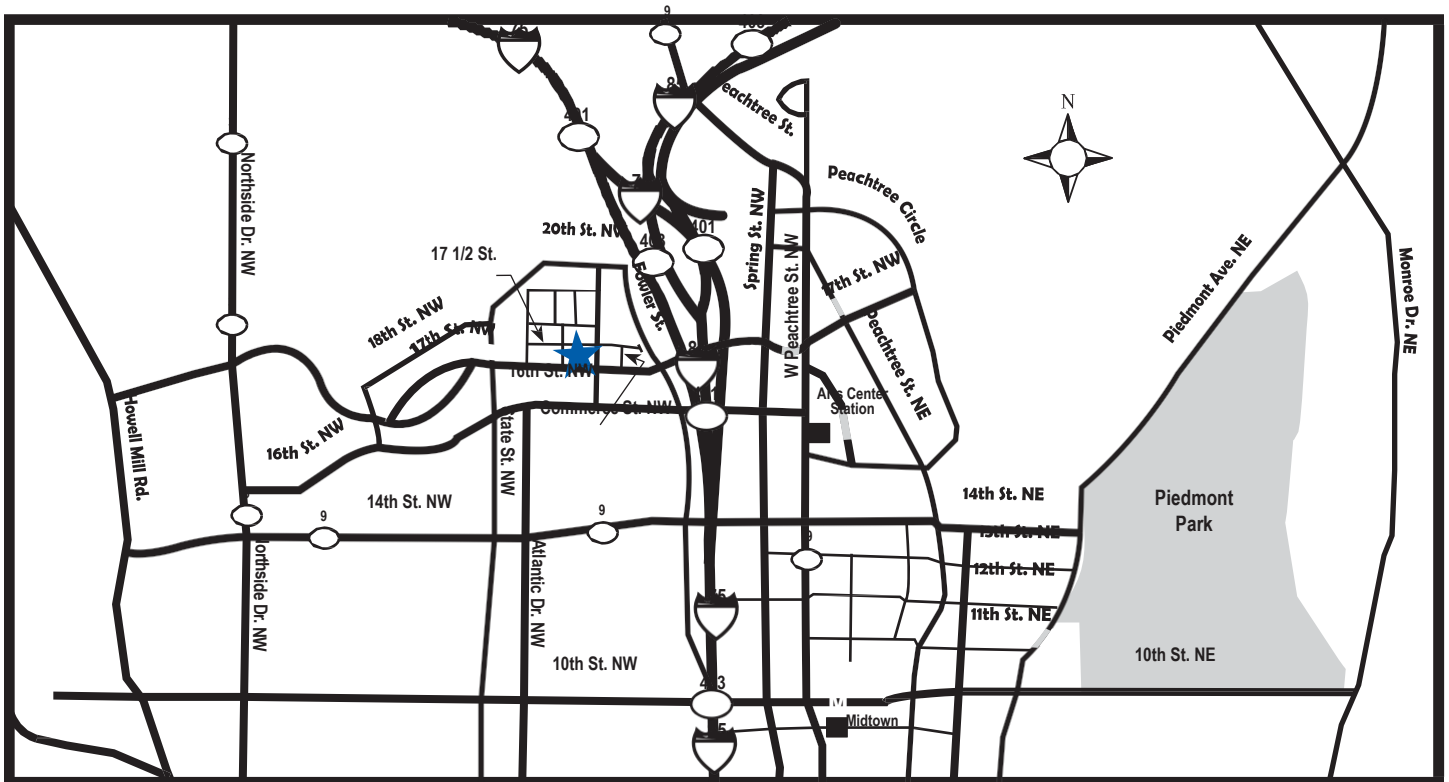 9
401
N
Peachtree St.
Peachtree Circle
Northside Dr. NW
20th St. NW
401
403
17 1/2 St.
Fowler St.
Spring St. NW
W Peachtree St. NW
17th St. NW
Piedmont Ave. NE
Monroe Dr. NE
18th St. NW
17th St. NW
16th St. NW
Peachtree St. NE
Commerce St. NW
Arts Center
Station
Howell Mill Rd.
16th St. NW
State St. NW
14th St. NW
14th St. NE
Piedmont
Park
9
9
9
13th St. NE
12th St. NE
11th St. NE
Northside Dr. NW
Atlantic Dr. NW
10th St. NW
10th St. NE
403
M
Midtown